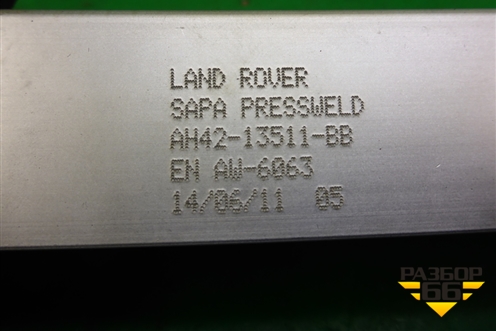 LAND ROVER
SAPA PRESSWELD
AH42-13511-BB
EN AW-6063
14/06/11 05
РАЗБОР
66